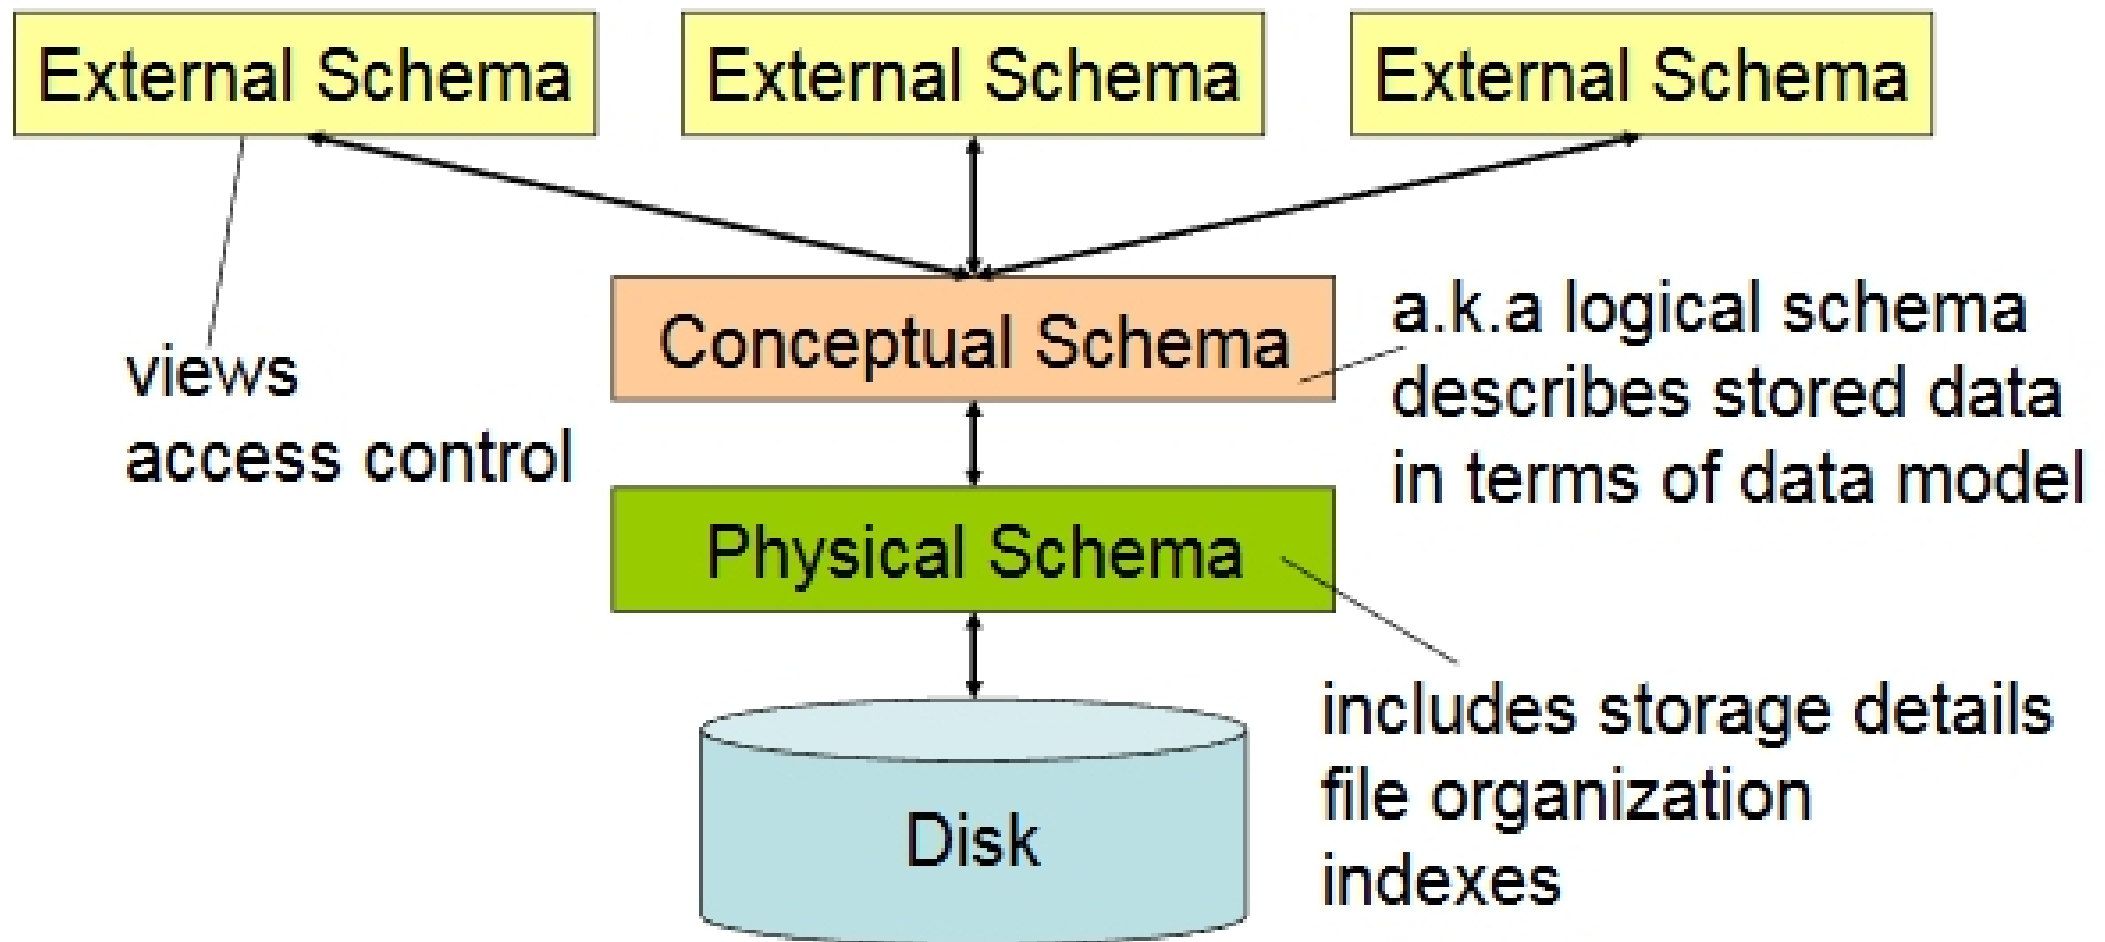 External Schema
External Schema
External Schema
views
access control
Conceptual Schema
a.k.a logical schema
describes stored data
in terms of data model
Physical Schema
includes storage details
file organization
indexes
Disk